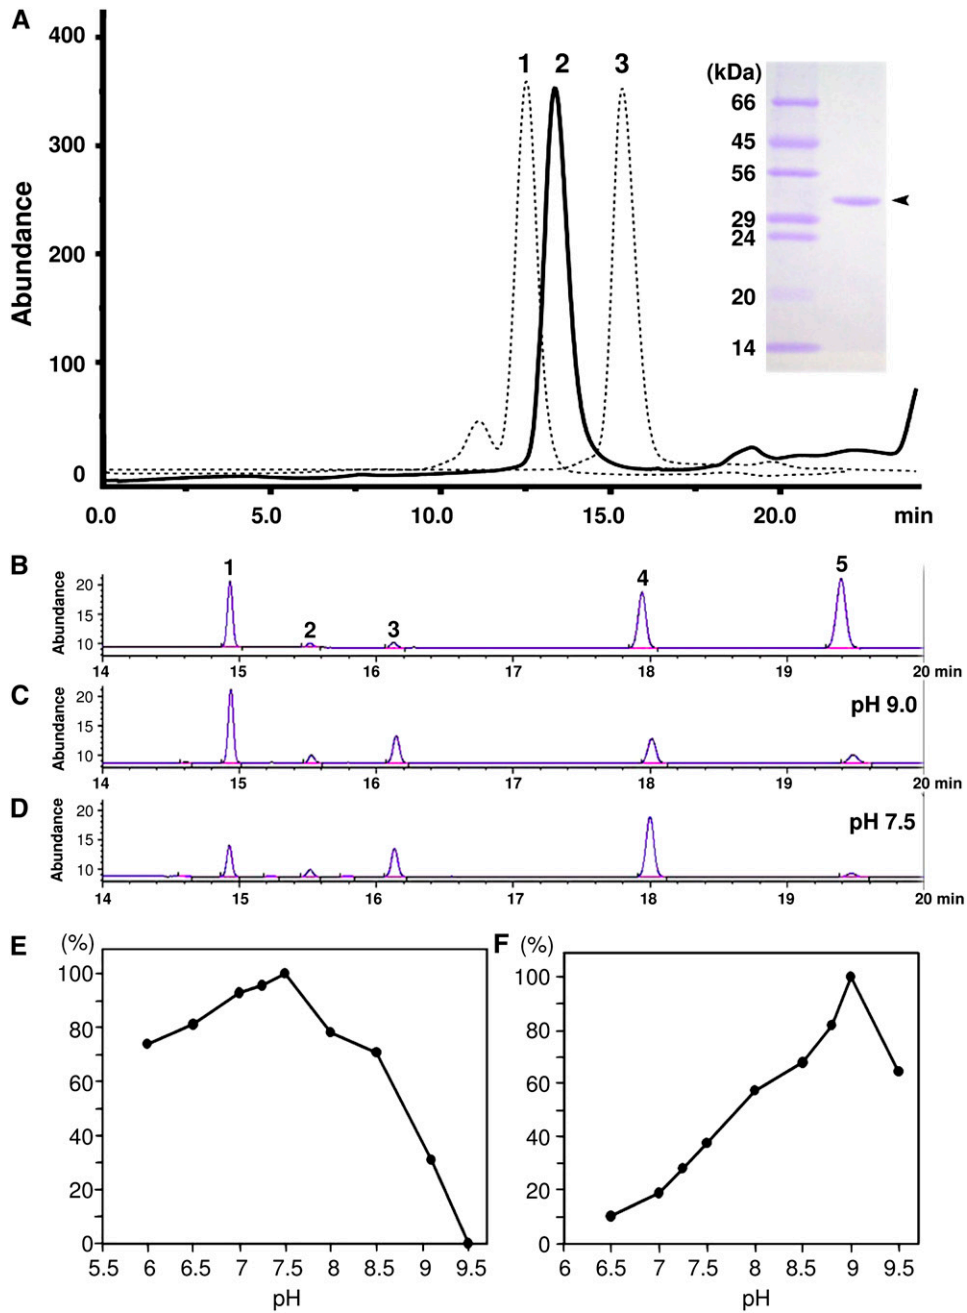 A
400
300
200
100
0
Abundance
1 2 3
(kDa)
66
45
56
29
24
20
14
0.0 5.0 10.0 15.0 20.0 min
B
Abundance
20
15
10
1 2 3 4 5
14 15 16 17 18 19 20 min
C
Abundance
20
15
10
pH 9.0
14 15 16 17 18 19 20 min
D
Abundance
20
15
10
pH 7.5
14 15 16 17 18 19 20 min
E (%)
100
80
60
40
20
0
5.5 6 6.5 7 7.5 8 8.5 9 9.5
pH
F (%)
100
80
60
40
20
0
6 6.5 7 7.5 8 8.5 9 9.5
pH